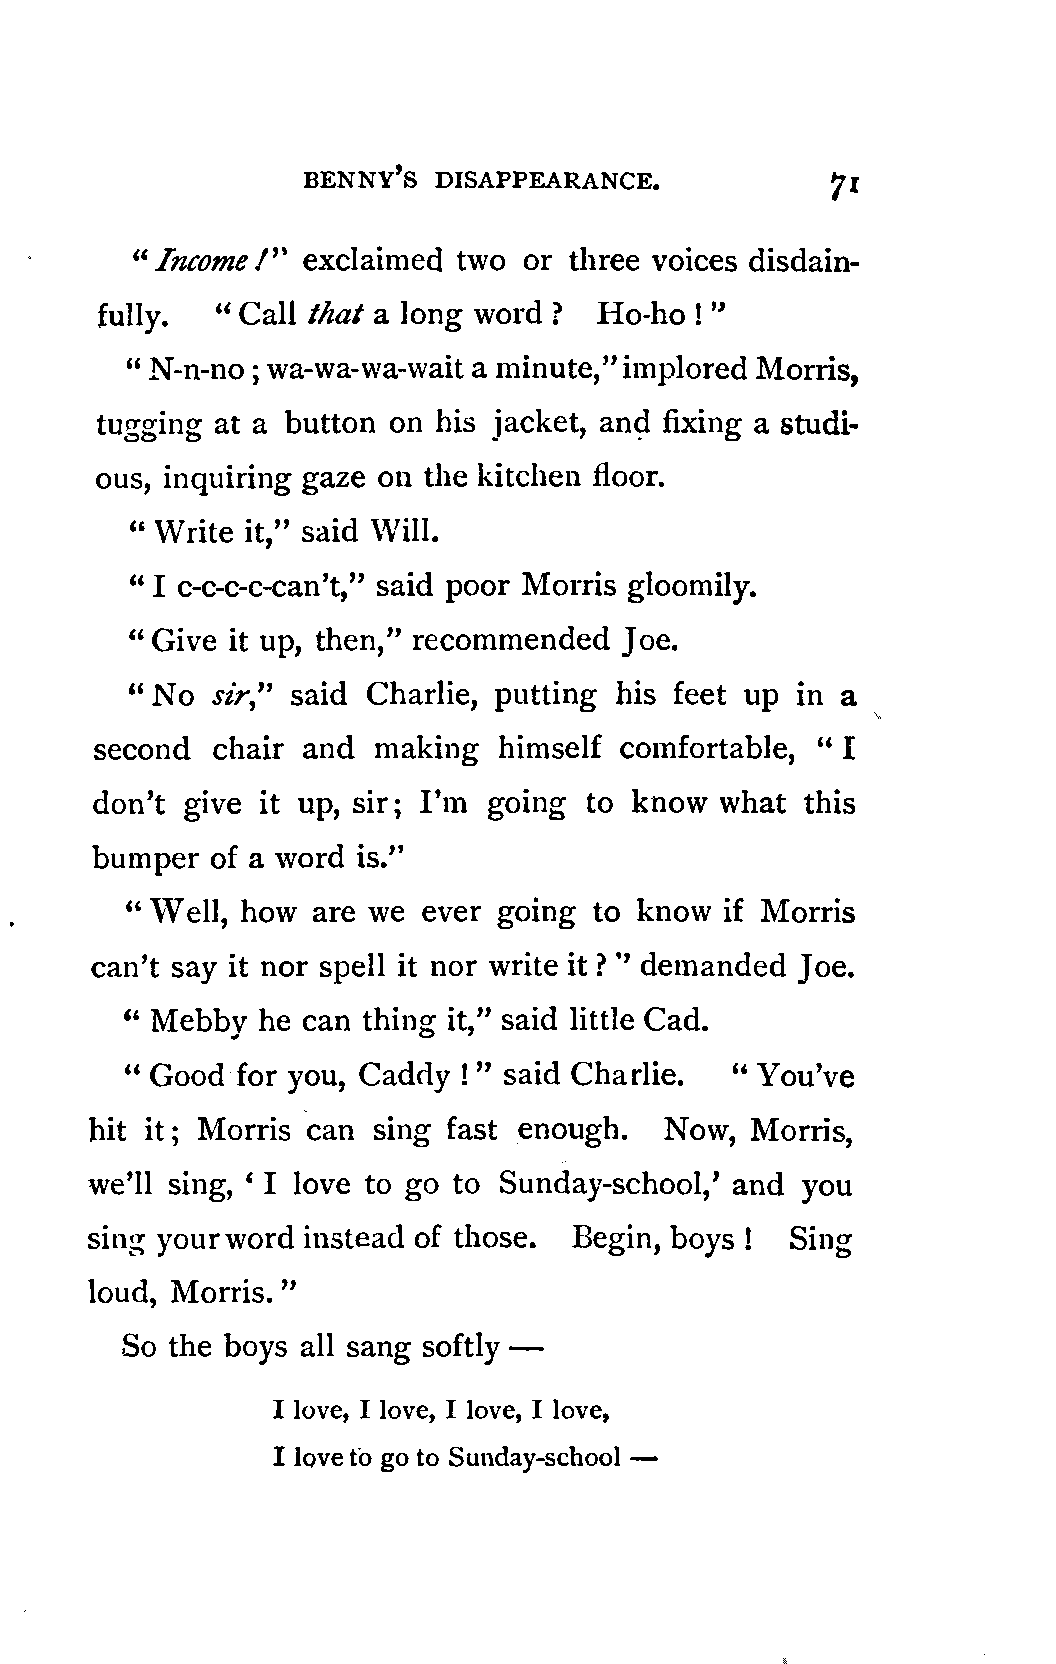 BENNY'S DISAPPEARANCE. 71
"Income!" exclaimed two or three voices disdain-
fully. "Call that a long word? Ho-ho!"
"N-n-no; wa-wa-wa-wait a minute," implored Morris,
tugging at a button on his jacket, and fixing a studi-
ous, inquiring gaze on the kitchen floor.
"Write it," said Will.
"I c-c-c-c-can't," said poor Morris gloomily.
"Give it up, then," recommended Joe.
"No sir," said Charlie, putting his feet up in a
second chair and making himself comfortable, "I
don't give it up, sir; I'm going to know what this
bumper of a word is."
"Well, how are we ever going to know if Morris
can't say it nor spell it nor write it?" demanded Joe.
"Mebby he can thing it," said little Cad.
"Good for you, Caddy!" said Charlie. "You've
hit it; Morris can sing fast enough. Now, Morris,
we'll sing, 'I love to go to Sunday-school,' and you
sing your word instead of those. Begin, boys! Sing
loud, Morris."
So the boys all sang softly —
I love, I love, I love, I love,
I love to go to Sunday-school —